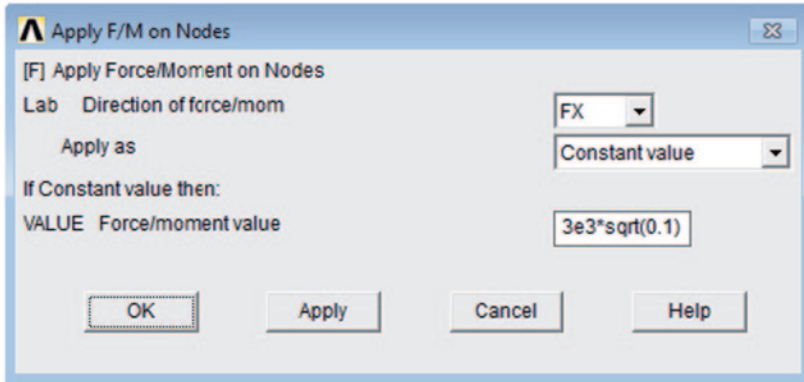 Apply F/M on Nodes
[F] Apply Force/Moment on Nodes
Lab Direction of force/mom FX
Apply as Constant value
If Constant value then:
VALUE Force/moment value 3e3*sqrt(0.1)
OK Apply Cancel Help